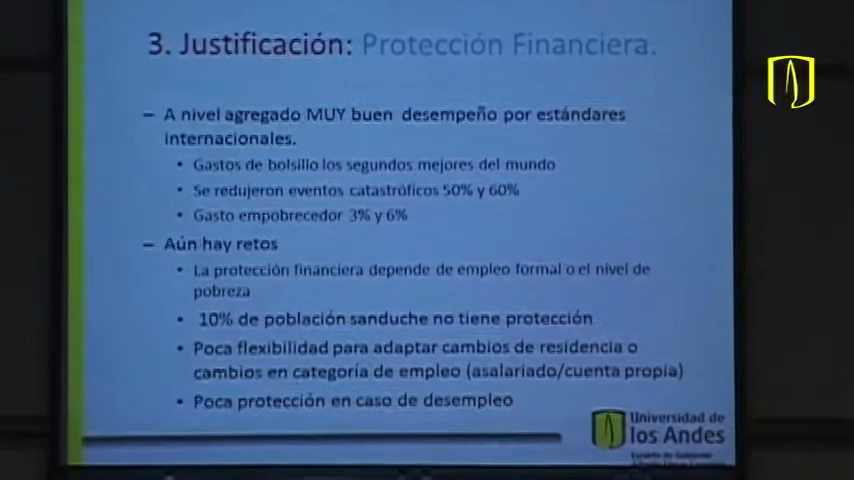 3. Justificación: Protección Financiera.
– A nivel agregado MUY buen desempeño por estándares
internacionales.
• Gastos de bolsillo los segundos mejores del mundo
• Se redujeron eventos catastróficos 50% y 60%
• Gasto empobrecedor 3% y 6%
– Aún hay retos
• La protección financiera depende de empleo formal o el nivel de
pobreza
• 10% de población sanduche no tiene protección
• Poca flexibilidad para adaptar cambios de residencia o
cambios en categoría de empleo (asalariado/cuenta propia)
• Poca protección en caso de desempleo
Universidad de
los Andes
Escuela de Gobierno